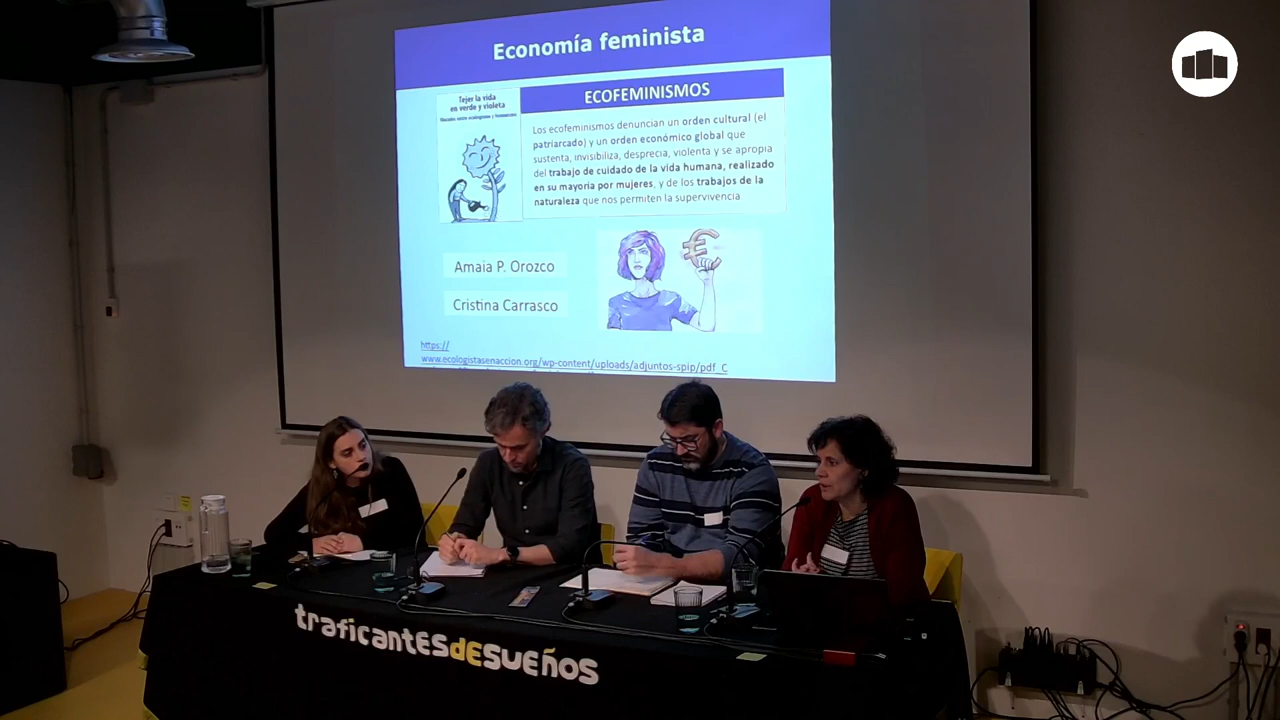 Economía feminista
Tejer la vida
en verde y violeta
ECOFEMINISMOS
Los ecofeminismos denuncian un orden cultural (el
patriarcado) y un orden económico global que
sustenta, invisibiliza, desprecia, violenta y se apropia
del trabajo de cuidado de la vida humana, realizado
en su mayoría por mujeres, y de los trabajos de la
naturaleza que nos permiten la supervivencia
Amaia P. Orozco
Cristina Carrasco
https://
www.ecologistasenaccion.org/wp-content/uploads/adjuntos-spip/pdf_C
traficantes de sueños